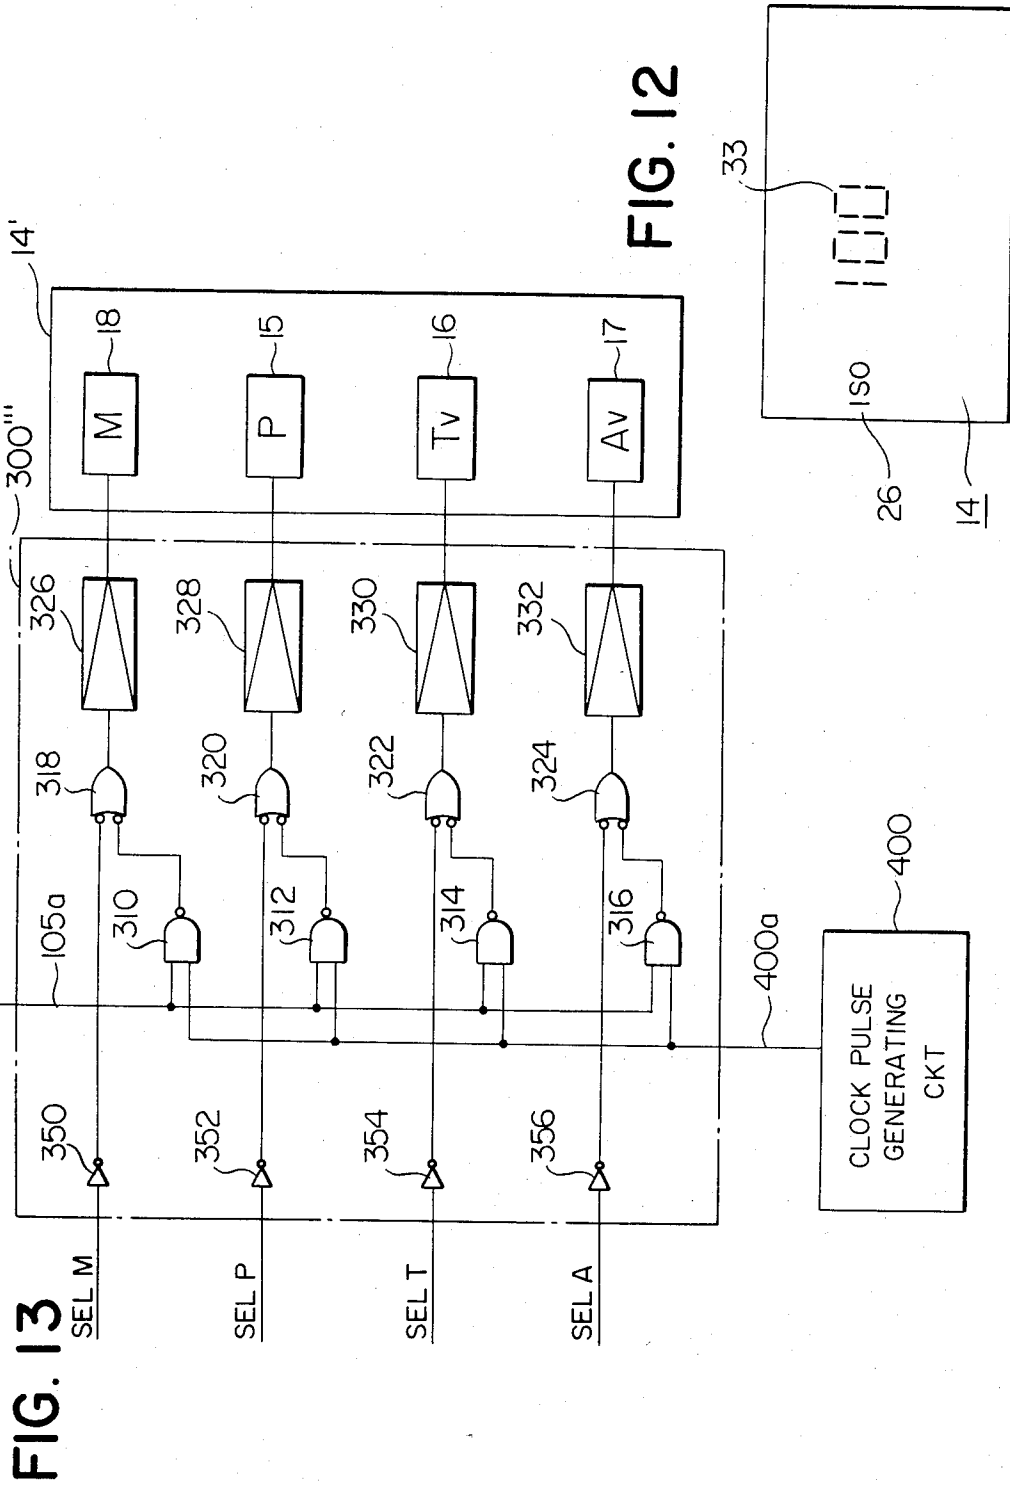 FIG. 13
300'''
14'
SEL M
350
105a
310
318
326
M
18
SEL P
352
312
320
328
P
15
SEL T
354
314
322
330
Tv
16
SEL A
356
316
324
332
Av
17
400a
400
CLOCK PULSE
GENERATING
CKT
FIG. 12
33
100
26
ISO
14